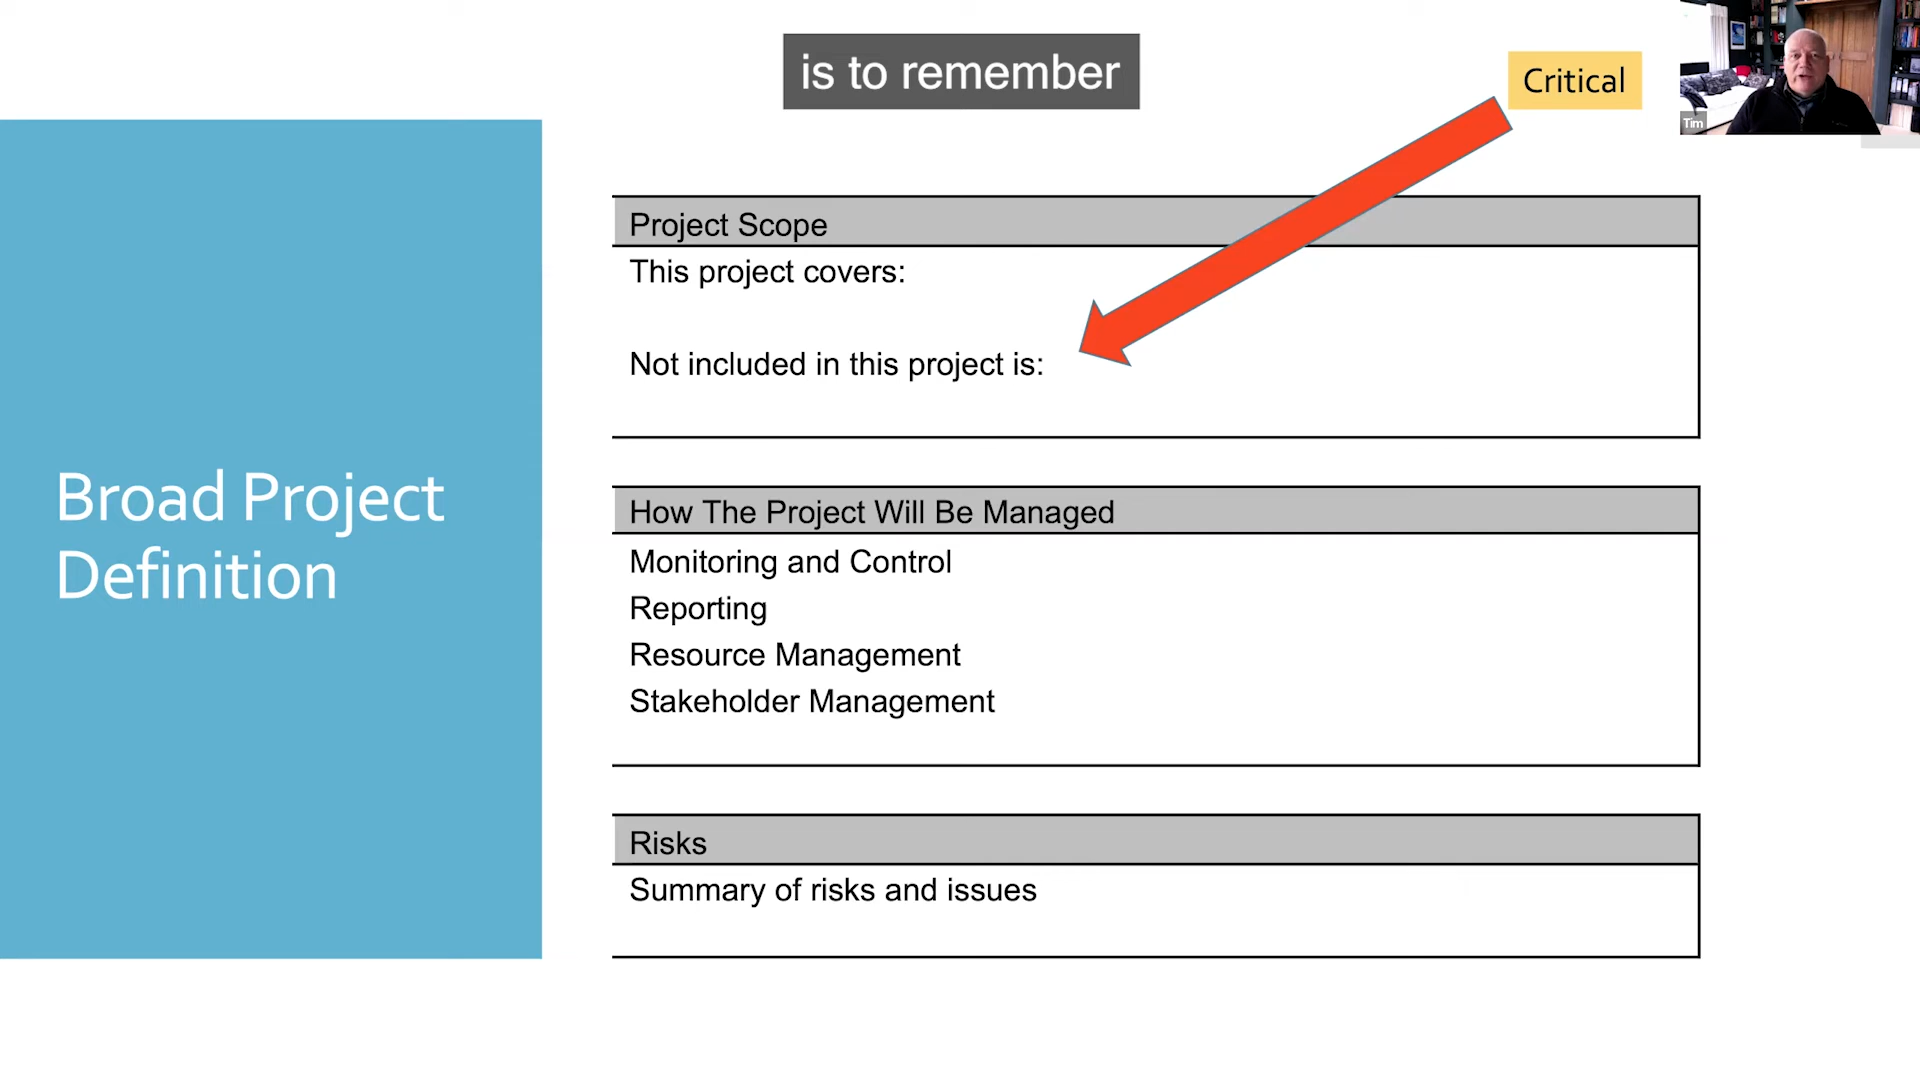 is to remember
Critical
Tim
Broad Project
Definition
Project Scope
This project covers:
Not included in this project is:
How The Project Will Be Managed
Monitoring and Control
Reporting
Resource Management
Stakeholder Management
Risks
Summary of risks and issues